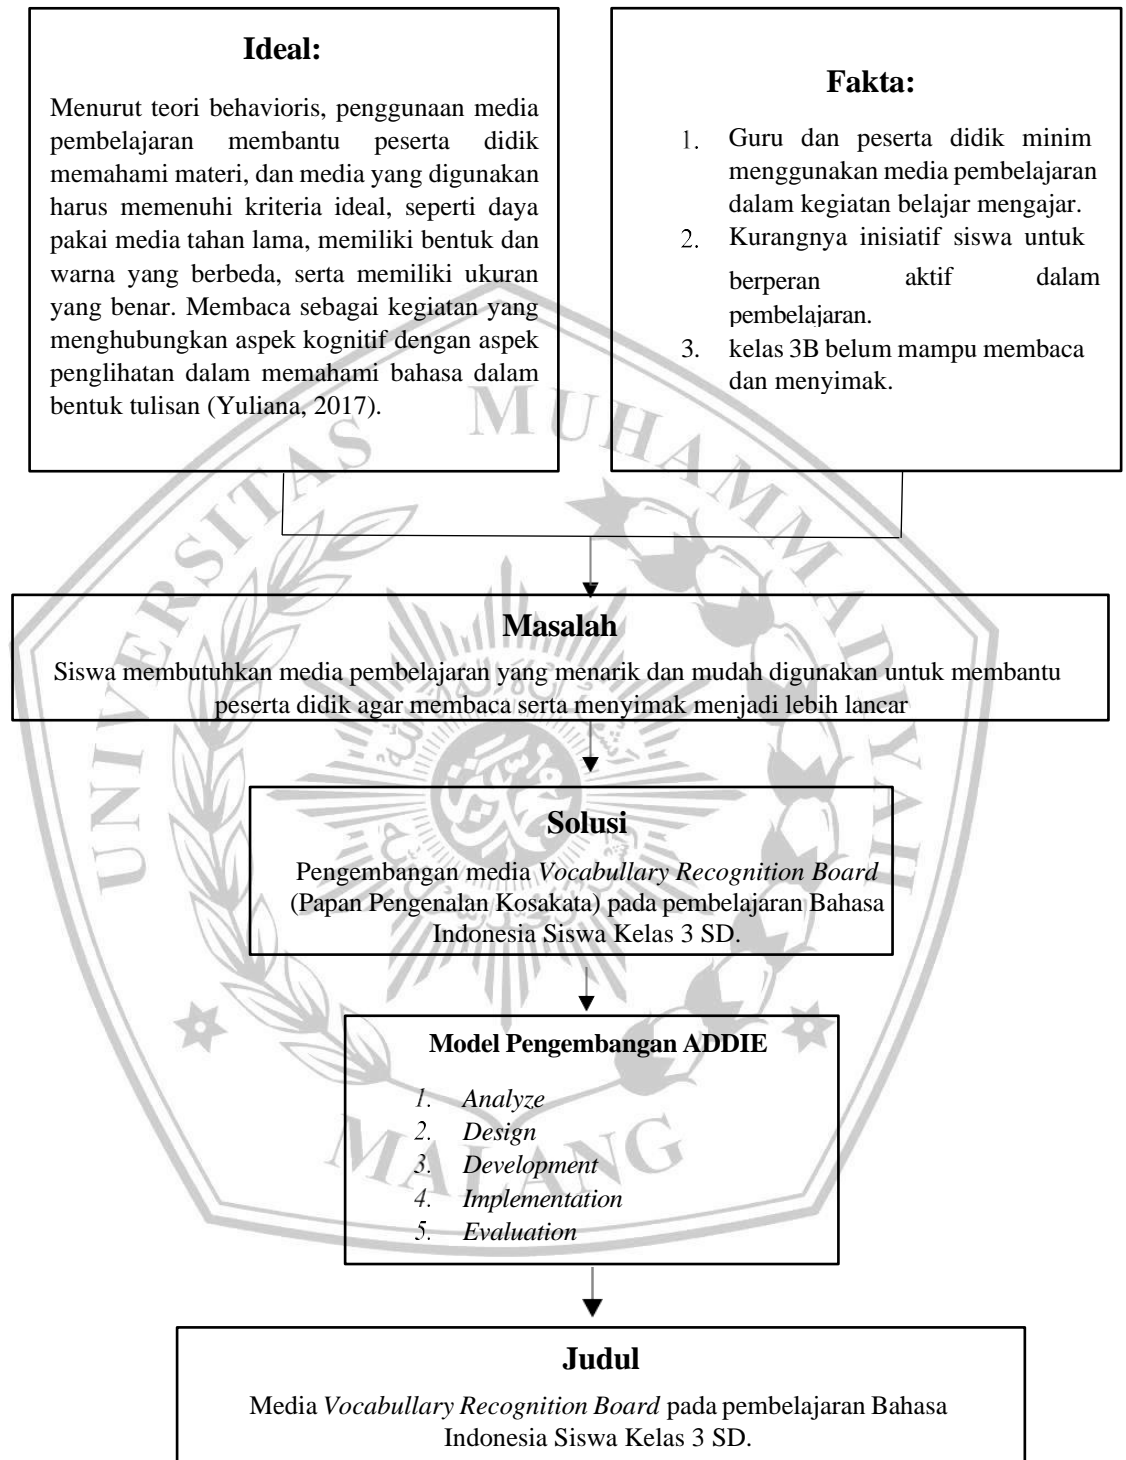 Ideal:
Menurut teori behavioris, penggunaan media
pembelajaran membantu peserta didik
memahami materi, dan media yang digunakan
harus memenuhi kriteria ideal, seperti daya
pakai media tahan lama, memiliki bentuk dan
warna yang berbeda, serta memiliki ukuran
yang benar. Membaca sebagai kegiatan yang
menghubungkan aspek kognitif dengan aspek
penglihatan dalam memahami bahasa dalam
bentuk tulisan (Yuliana, 2017).
Fakta:
1. Guru dan peserta didik minim
menggunakan media pembelajaran
dalam kegiatan belajar mengajar.
2. Kurangnya inisiatif siswa untuk
berperan aktif dalam
pembelajaran.
3. kelas 3B belum mampu membaca
dan menyimak.
Masalah
Siswa membutuhkan media pembelajaran yang menarik dan mudah digunakan untuk membantu
peserta didik agar membaca serta menyimak menjadi lebih lancar
Solusi
Pengembangan media Vocabullary Recognition Board
(Papan Pengenalan Kosakata) pada pembelajaran Bahasa
Indonesia Siswa Kelas 3 SD.
Model Pengembangan ADDIE
1. Analyze
2. Design
3. Development
4. Implementation
5. Evaluation
Judul
Media Vocabullary Recognition Board pada pembelajaran Bahasa
Indonesia Siswa Kelas 3 SD.
UNIVERSITAS MUHAMMADIYAH
MALANG